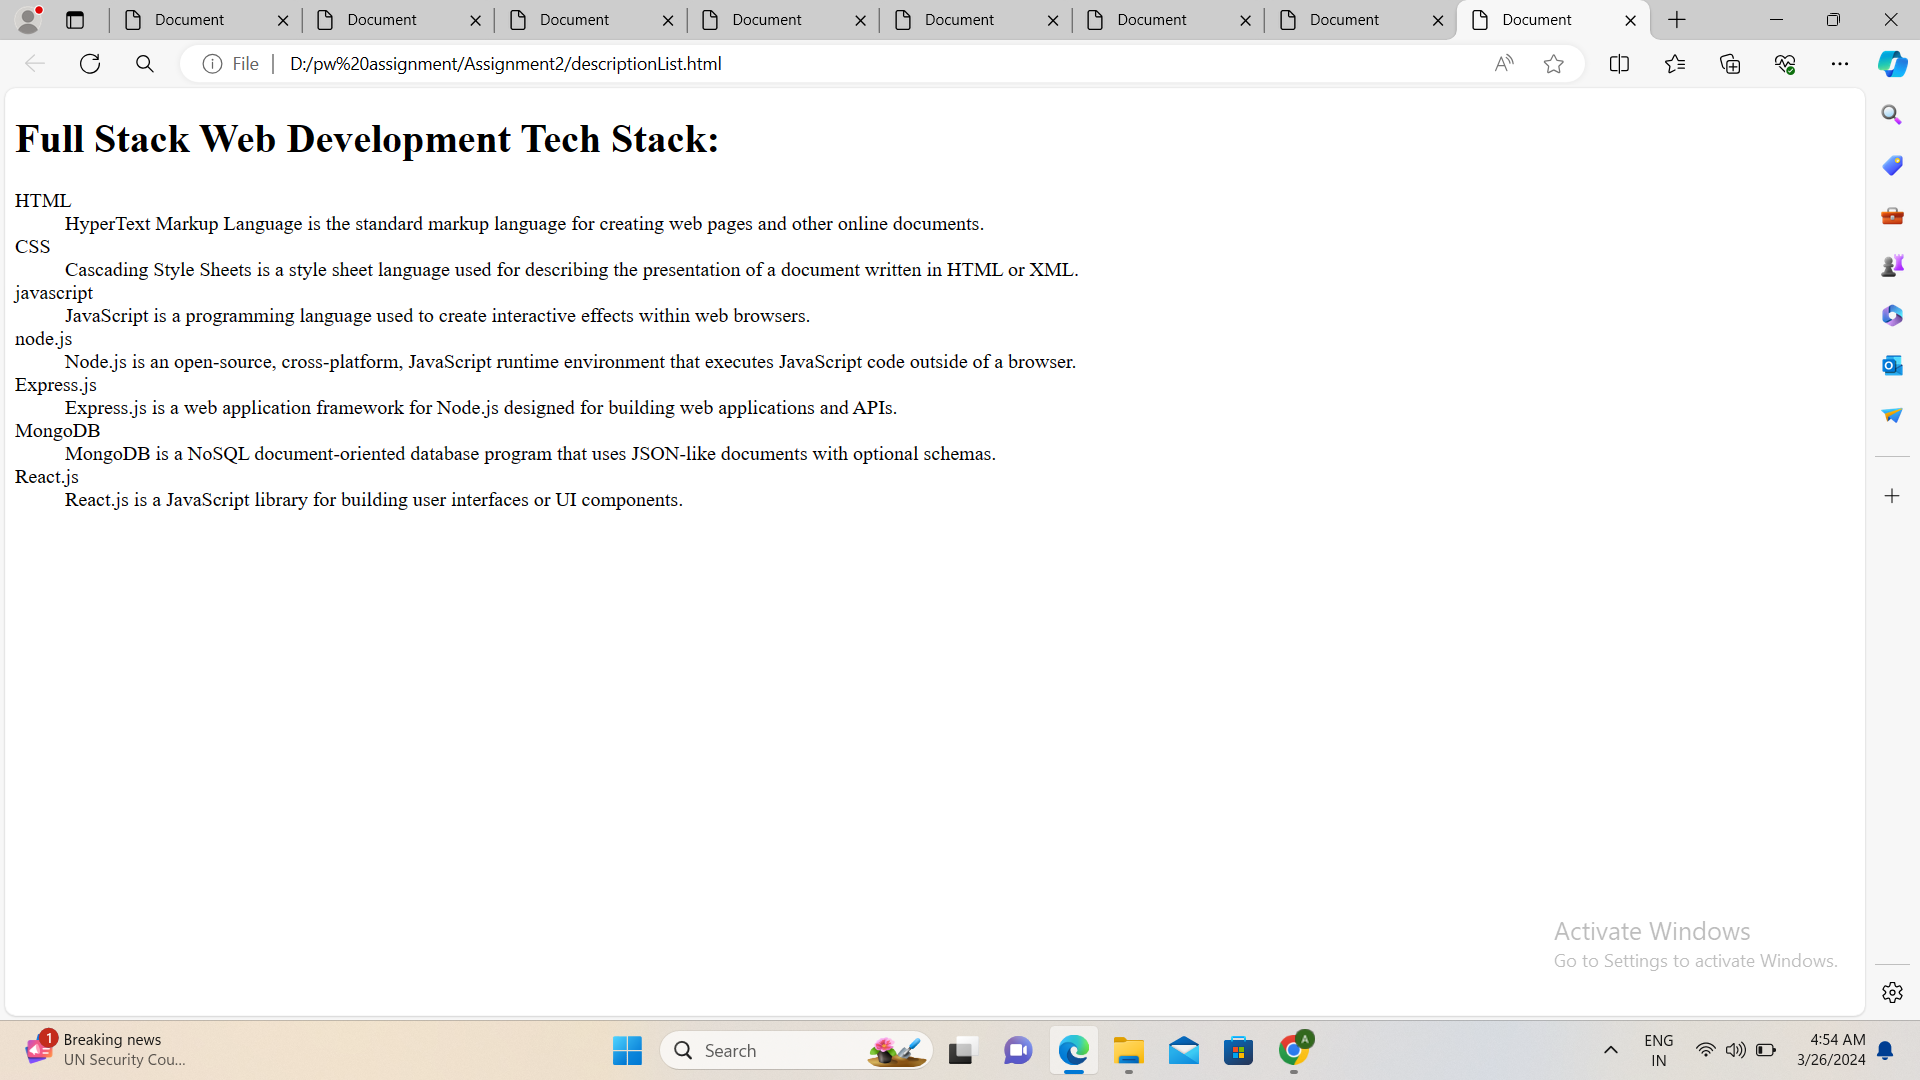 Document
Document
Document
Document
Document
Document
Document
Document
File
D:/pw%20assignment/Assignment2/descriptionList.html
Full Stack Web Development Tech Stack:
HTML
HyperText Markup Language is the standard markup language for creating web pages and other online documents.
CSS
Cascading Style Sheets is a style sheet language used for describing the presentation of a document written in HTML or XML.
javascript
JavaScript is a programming language used to create interactive effects within web browsers.
node.js
Node.js is an open-source, cross-platform, JavaScript runtime environment that executes JavaScript code outside of a browser.
Express.js
Express.js is a web application framework for Node.js designed for building web applications and APIs.
MongoDB
MongoDB is a NoSQL document-oriented database program that uses JSON-like documents with optional schemas.
React.js
React.js is a JavaScript library for building user interfaces or UI components.
Activate Windows
Go to Settings to activate Windows.
1
Breaking news
UN Security Cou...
Search
A
ENG
IN
4:54 AM
3/26/2024